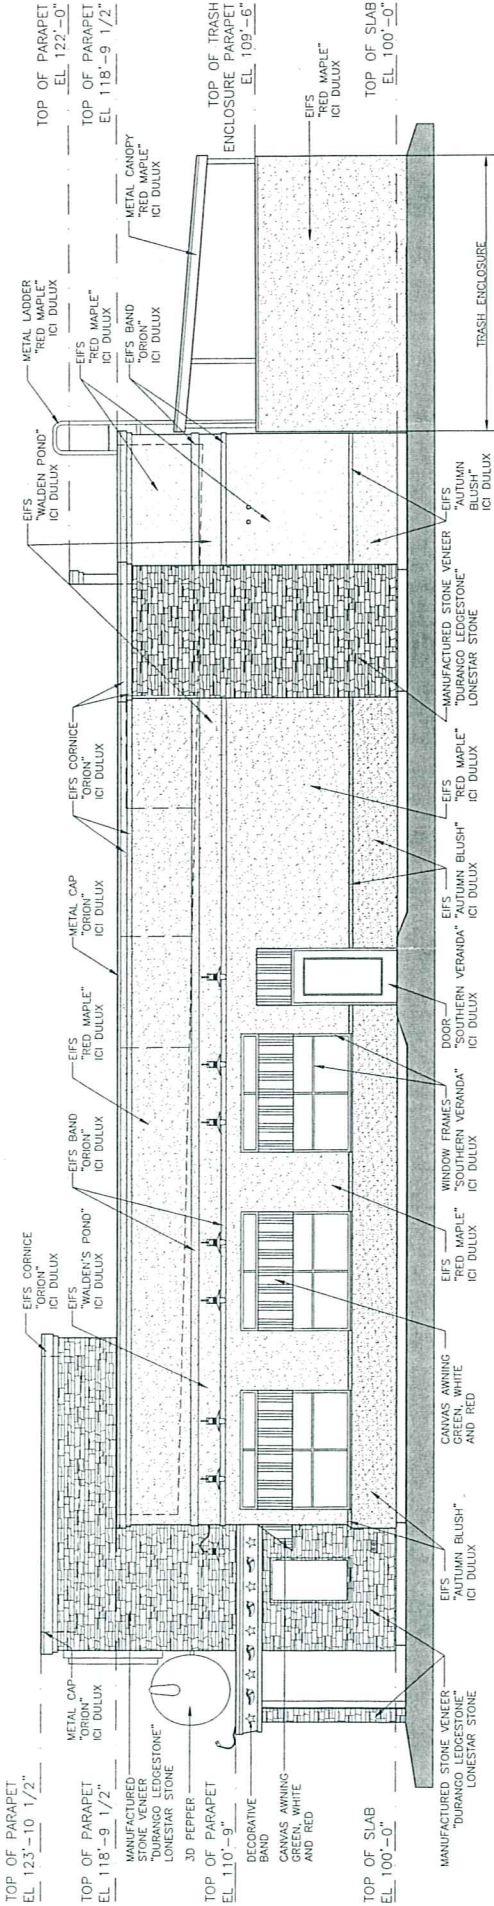 TOP OF PARAPET
EL 123'-10 1/2"
TOP OF PARAPET
EL 118'-9 1/2"
TOP OF PARAPET
EL 110'-9"
TOP OF SLAB
EL 100'-0"
METAL CAP
"ORION"
ICI DULUX
MANUFACTURED
STONE VENEER
"DURANGO LEDGESTONE"
LONESTAR STONE
3D PEPPER
DECORATIVE
BAND
CANVAS AWNING
GREEN, WHITE
AND RED
MANUFACTURED STONE VENEER
"DURANGO LEDGESTONE"
LONESTAR STONE
EIFS CORNICE
"ORION"
ICI DULUX
EIFS
"WALDEN'S POND"
ICI DULUX
EIFS BAND
"ORION"
ICI DULUX
EIFS
"RED MAPLE"
ICI DULUX
METAL CAP
"ORION"
ICI DULUX
EIFS CORNICE
"ORION"
ICI DULUX
EIFS
"WALDEN POND"
ICI DULUX
METAL LADDER
"RED MAPLE"
ICI DULUX
EIFS
"RED MAPLE"
ICI DULUX
EIFS BAND
"ORION"
ICI DULUX
METAL CANOPY
"RED MAPLE"
ICI DULUX
EIFS
"AUTUMN BLUSH"
ICI DULUX
CANVAS AWNING
GREEN, WHITE
AND RED
EIFS
"RED MAPLE"
ICI DULUX
WINDOW FRAMES
"SOUTHERN VERANDA"
ICI DULUX
DOOR
"SOUTHERN VERANDA"
ICI DULUX
EIFS
"AUTUMN BLUSH"
ICI DULUX
EIFS
"RED MAPLE"
ICI DULUX
MANUFACTURED STONE VENEER
"DURANGO LEDGESTONE"
LONESTAR STONE
EIFS
"AUTUMN
BLUSH"
ICI DULUX
TRASH ENCLOSURE
EIFS
"RED MAPLE"
ICI DULUX
TOP OF PARAPET
EL 122'-0"
TOP OF PARAPET
EL 118'-9 1/2"
TOP OF TRASH
ENCLOSURE PARAPET
EL 109'-6"
TOP OF SLAB
EL 100'-0"